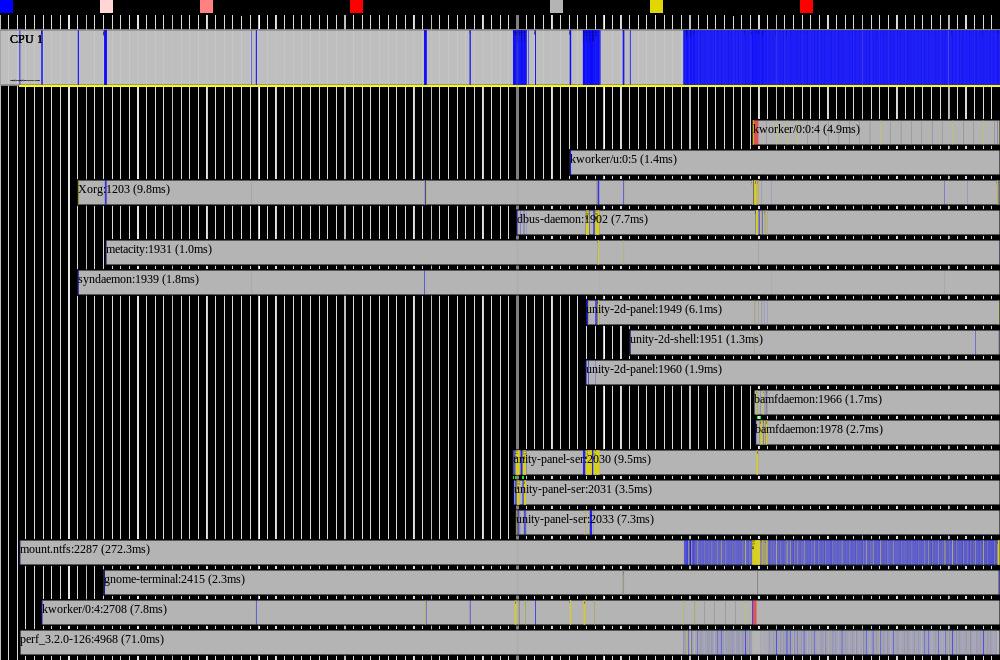 CPU 1
kworker/0:0:4 (4.9ms)
kworker/u:0:5 (1.4ms)
Xorg:1203 (9.8ms)
dbus-daemon:1902 (7.7ms)
metacity:1931 (1.0ms)
syndaemon:1939 (1.8ms)
unity-2d-panel:1949 (6.1ms)
unity-2d-shell:1951 (1.3ms)
unity-2d-panel:1960 (1.9ms)
bamfdaemon:1966 (1.7ms)
bamfdaemon:1978 (2.7ms)
unity-panel-ser:2030 (9.5ms)
unity-panel-ser:2031 (3.5ms)
unity-panel-ser:2033 (7.3ms)
mount.ntfs:2287 (272.3ms)
gnome-terminal:2415 (2.3ms)
kworker/0:4:2708 (7.8ms)
perf_3.2.0-126:4968 (71.0ms)